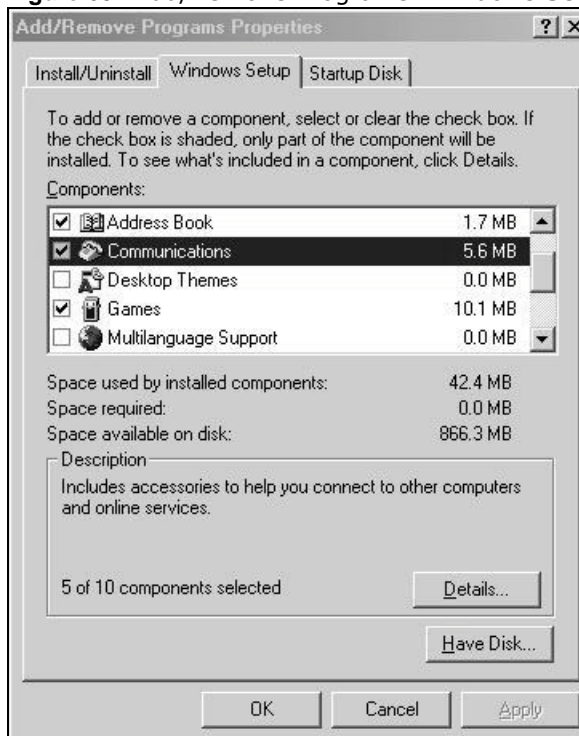 Add/Remove Programs Properties
Install/Uninstall Windows Setup Startup Disk
To add or remove a component, select or clear the check box. If
the check box is shaded, only part of the component will be
installed. To see what's included in a component, click Details.
Components:
Address Book 1.7 MB
Communications 5.6 MB
Desktop Themes 0.0 MB
Games 10.1 MB
Multilanguage Support 0.0 MB
Space used by installed components: 42.4 MB
Space required: 0.0 MB
Space available on disk: 866.3 MB
Description
Includes accessories to help you connect to other computers
and online services.
5 of 10 components selected
Details...
Have Disk...
OK Cancel Apply